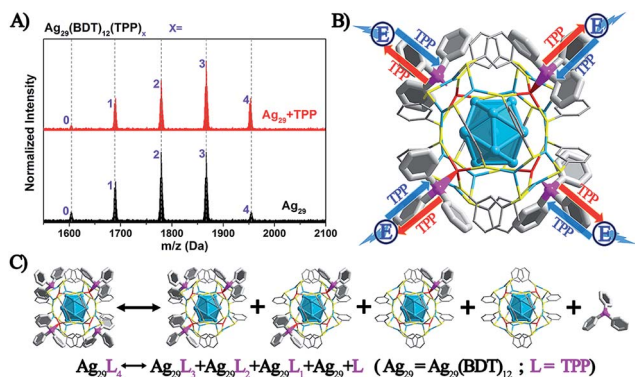 A)
Ag29(BDT)12(TPP)x X=
Normalized Intensity
0 1 2 3 4
Ag29+TPP
0 1 2 3 4
Ag29
1600 1700 1800 1900 2000 2100
m/z (Da)
B)
E TPP TPP
TPP TPP E
TPP TPP
E TPP TPP E
C)
+ + + +
Ag29L4 Ag29L3+Ag29L2+Ag29L1+Ag29+L ( Ag29=Ag29(BDT)12 ; L= TPP)